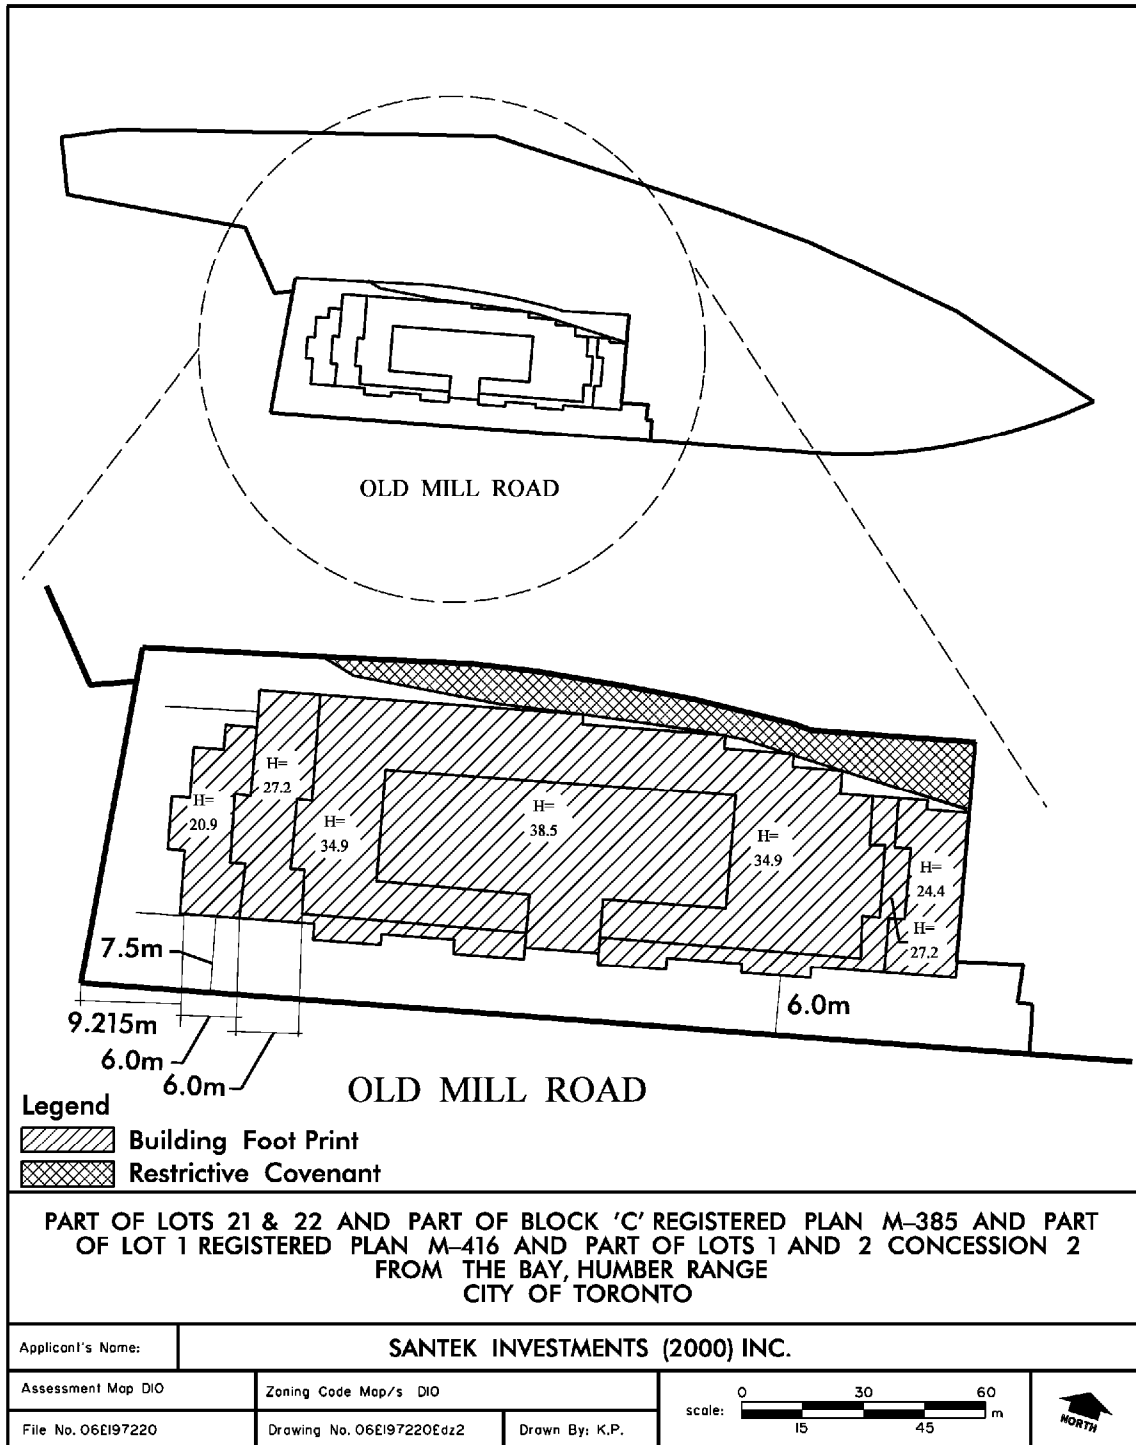 OLD MILL ROAD
H=
27.2
H=
20.9
H=
34.9
H=
38.5
H=
34.9
H=
24.4
H=
27.2
7.5m
9.215m
6.0m
6.0m
6.0m
OLD MILL ROAD
Legend
Building Foot Print
Restrictive Covenant
PART OF LOTS 21 & 22 AND PART OF BLOCK 'C' REGISTERED PLAN M-385 AND PART
OF LOT 1 REGISTERED PLAN M-416 AND PART OF LOTS 1 AND 2 CONCESSION 2
FROM THE BAY, HUMBER RANGE
CITY OF TORONTO
Applicant's Name:
SANTEK INVESTMENTS (2000) INC.
Assessment Map D10
Zoning Code Map/s D10
File No. 06E197220
Drawing No. 06E197220Edz2
Drawn By: K.P.
scale:
0 30 60
15 45 m
NORTH